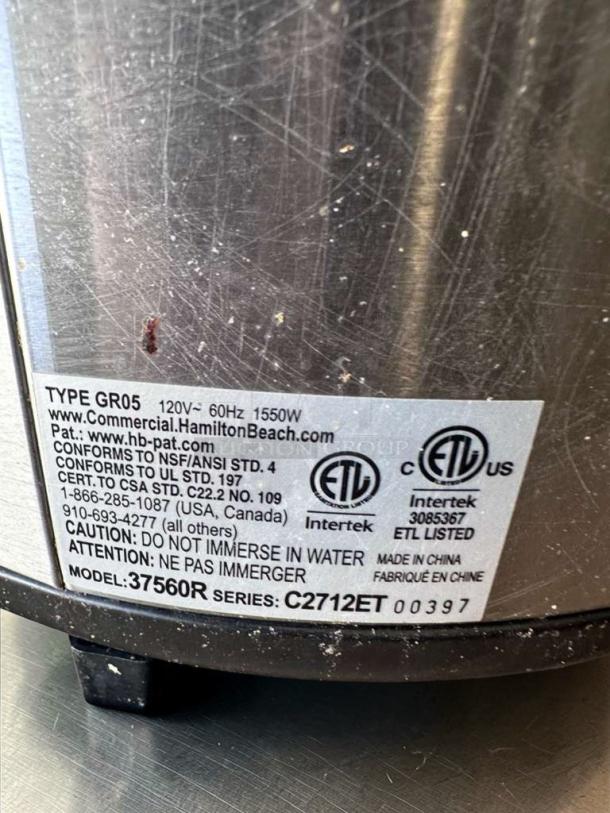 TYPE GR05 120V~ 60Hz 1550W
www.Commercial.HamiltonBeach.com
Pat.: www.hb-pat.com
CONFORMS TO NSF/ANSI STD. 4
CONFORMS TO UL STD. 197
CERT. TO CSA STD. C22.2 NO. 109
1-866-285-1087 (USA, Canada)
910-693-4277 (all others)
ETL
Intertek
C ETL US
Intertek
3085367
ETL LISTED
CAUTION: DO NOT IMMERSE IN WATER
ATTENTION: NE PAS IMMERGER
MADE IN CHINA
FABRIQUÉ EN CHINE
MODEL: 37560R SERIES: C2712ET 00397